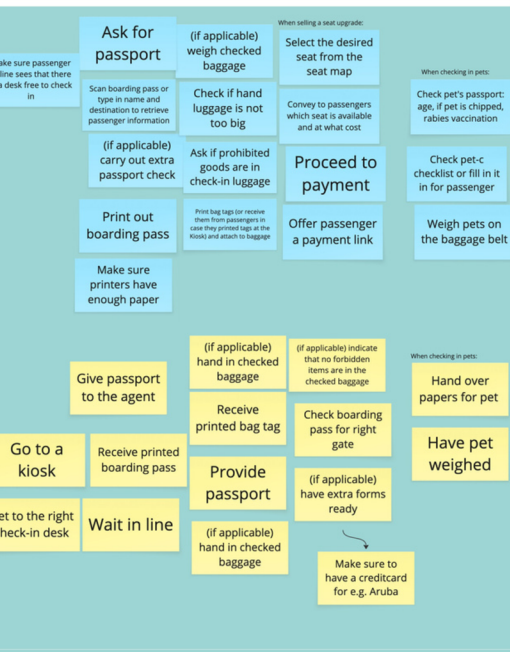 ake sure passenger
line sees that there
a desk free to check
in
Ask for
passport
Scan boarding pass or
type in name and
destination to retrieve
passenger information
(if applicable)
carry out extra
passport check
Print out
boarding pass
Make sure
printers have
enough paper
(if applicable)
weigh checked
baggage
Check if hand
luggage is not
too big
Ask if prohibited
goods are in
check-in luggage
Print bag tags (or receive
them from passengers in
case they printed tags at the
Kiosk) and attach to baggage
When selling a seat upgrade:
Select the desired
seat from the
seat map
Convey to passengers
which seat is available
and at what cost
Proceed to
payment
Offer passenger
a payment link
When checking in pets:
Check pet's passport:
age, if pet is chipped,
rabies vaccination
Check pet-c
checklist or fill in it
in for passenger
Weigh pets on
the baggage belt
Give passport
to the agent
Go to a
kiosk
Receive printed
boarding pass
et to the right
heck-in desk
Wait in line
(if applicable)
hand in checked
baggage
Receive
printed bag tag
Provide
passport
(if applicable)
hand in checked
baggage
(if applicable) indicate
that no forbidden
items are in the
checked baggage
Check boarding
pass for right
gate
(if applicable)
have extra forms
ready
Make sure to
have a creditcard
for e.g. Aruba
When checking in pets:
Hand over
papers for pet
Have pet
weighed